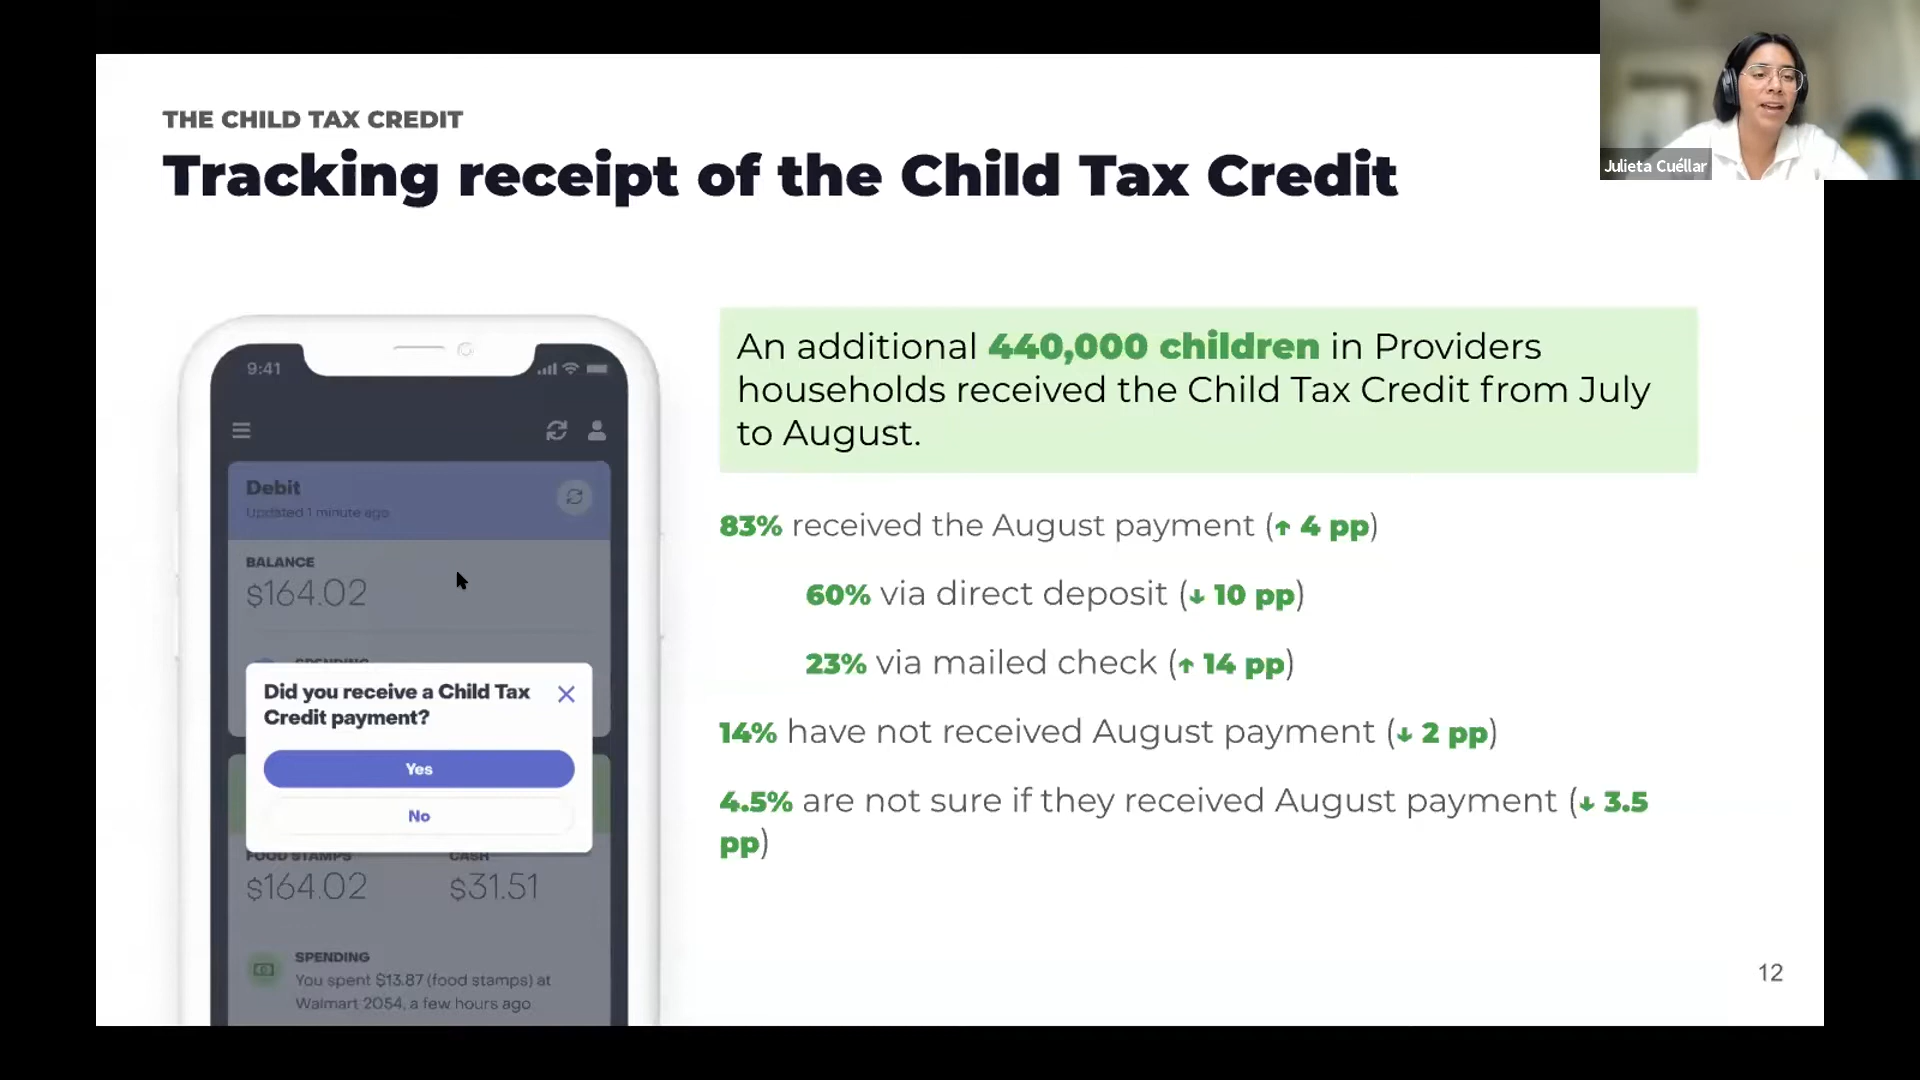 THE CHILD TAX CREDIT
Tracking receipt of the Child Tax Credit
Julieta Cuéllar
An additional 440,000 children in Providers
households received the Child Tax Credit from July
to August.
83% received the August payment (↑ 4 pp)
60% via direct deposit (↓ 10 pp)
23% via mailed check (↑ 14 pp)
14% have not received August payment (↓ 2 pp)
4.5% are not sure if they received August payment (↓ 3.5
pp)
9:41
Debit
Updated 1 minute ago
BALANCE
$164.02
SPENDING
Did you receive a Child Tax
Credit payment?
Yes
No
FOOD STAMPS CASH
$164.02 $31.51
SPENDING
You spent $13.87 (food stamps) at
Walmart 2054, a few hours ago
12